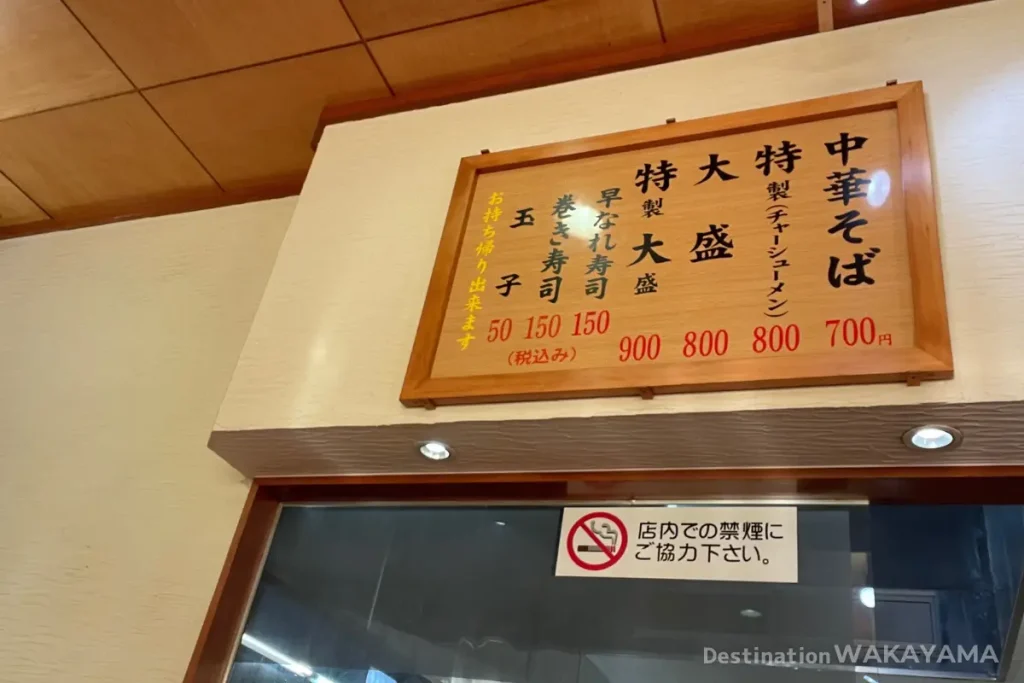 中華そば 700円
特製(チャーシューメン) 800
大盛 800
特製大盛 900
早なれ寿司 150
巻き寿司 150
玉子 50
(税込み)
お持ち帰り出来ます
店内での禁煙に
ご協力下さい。
Destination WAKAYAMA